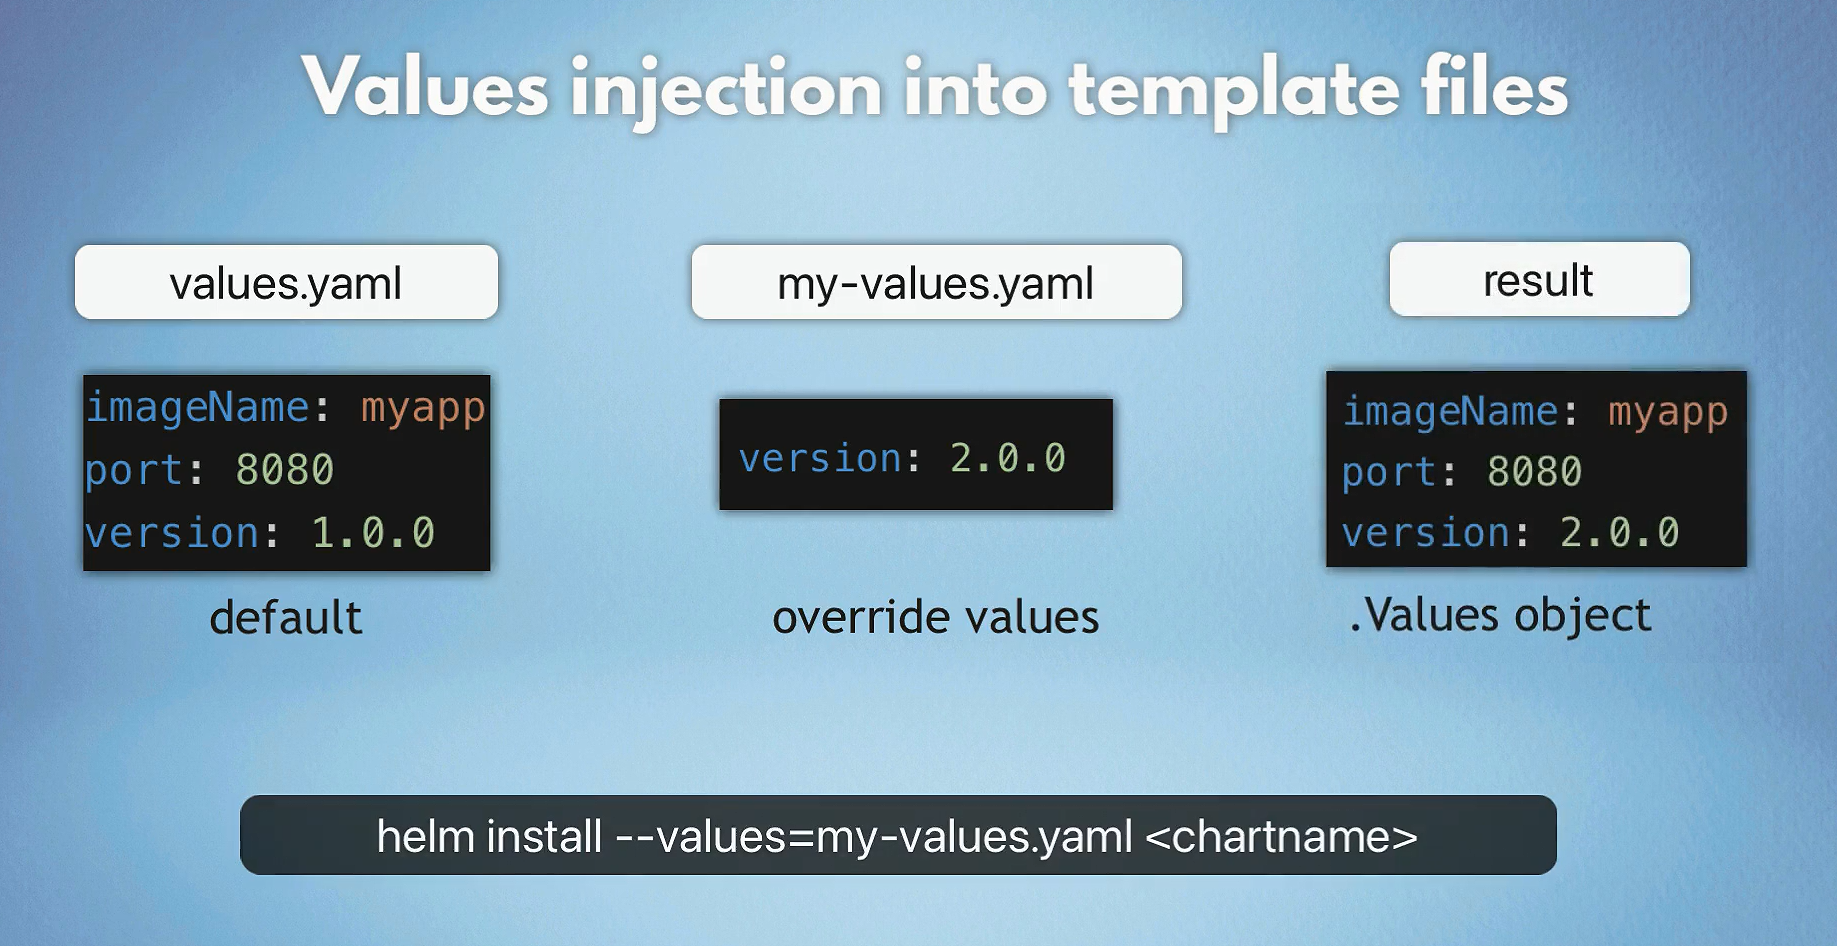 Values injection into template files
values.yaml
my-values.yaml
result
imageName: myapp
port: 8080
version: 1.0.0
version: 2.0.0
imageName: myapp
port: 8080
version: 2.0.0
default
override values
.Values object
helm install --values=my-values.yaml <chartname>